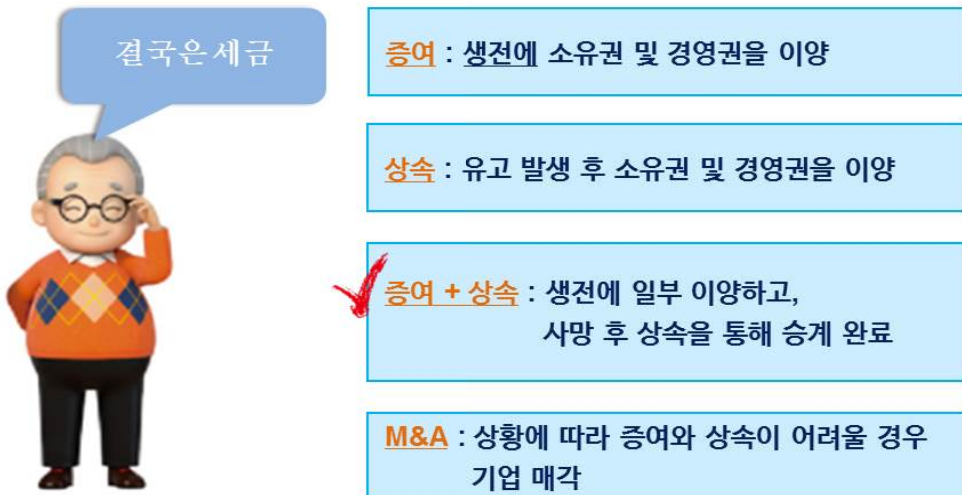 결국은세금
증여 : 생전에 소유권 및 경영권을 이양
상속 : 유고 발생 후 소유권 및 경영권을 이양
증여 + 상속 : 생전에 일부 이양하고,
사망 후 상속을 통해 승계 완료
M&A : 상황에 따라 증여와 상속이 어려울 경우
기업 매각